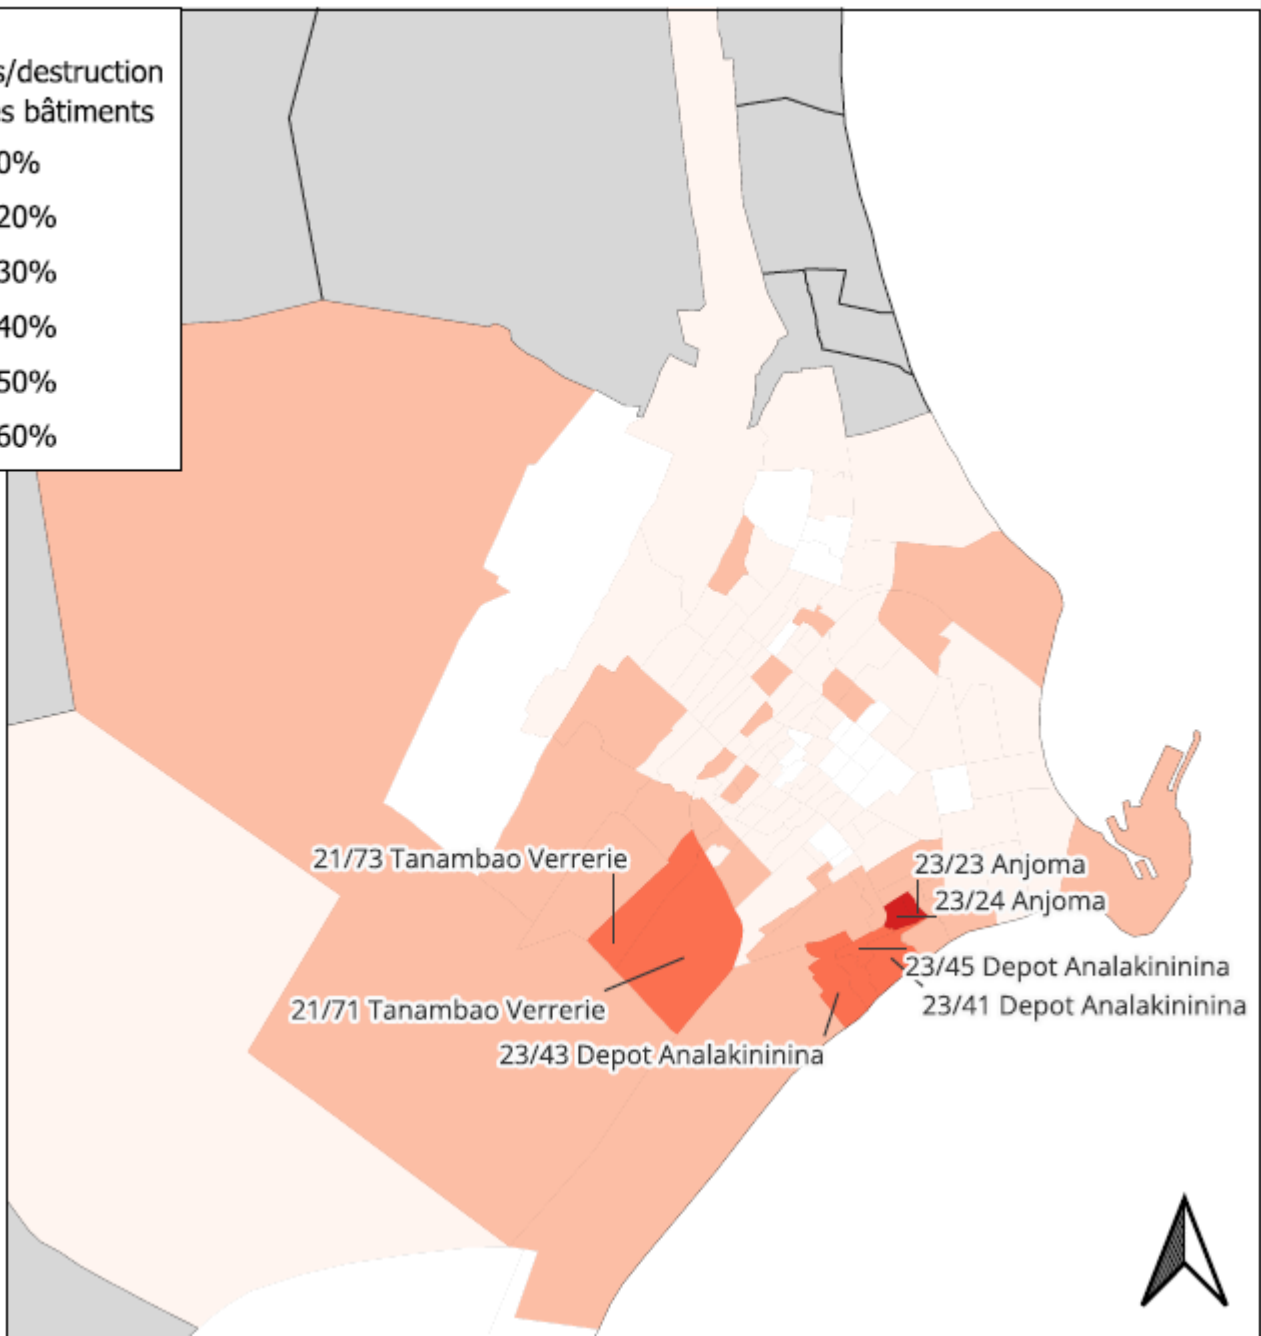 s/destruction
es bâtiments
0%
20%
30%
40%
50%
60%
21/73 Tanambao Verrerie
23/23 Anjoma
23/24 Anjoma
23/45 Depot Analakininina
21/71 Tanambao Verrerie
23/41 Depot Analakininina
23/43 Depot Analakininina